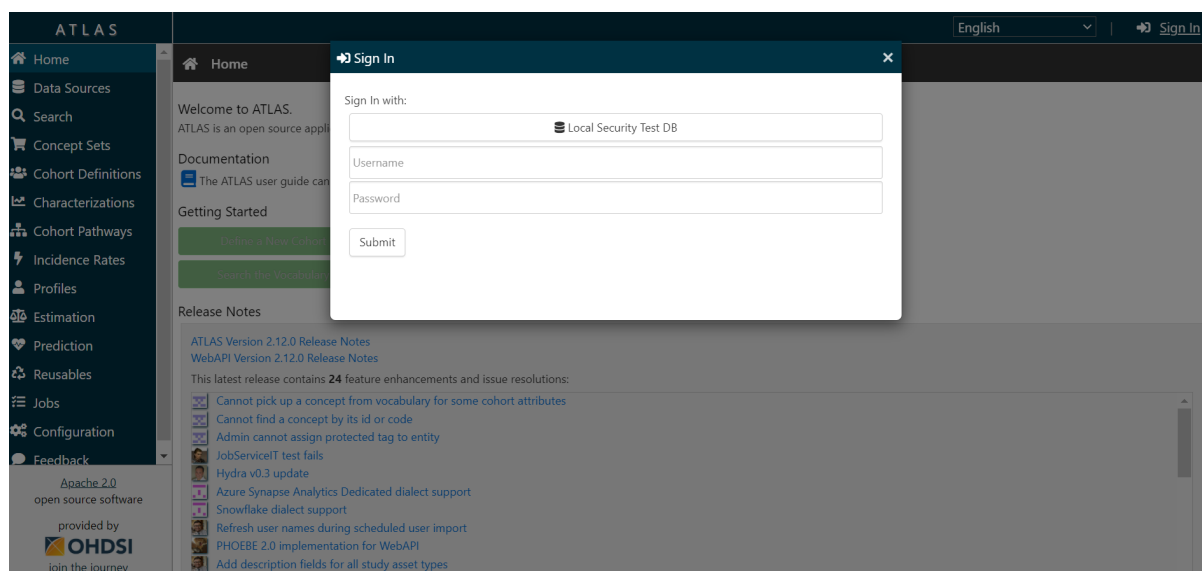 ATLAS
English
Sign In
Home
Data Sources
Search
Concept Sets
Cohort Definitions
Characterizations
Cohort Pathways
Incidence Rates
Profiles
Estimation
Prediction
Reusables
Jobs
Configuration
Feedback
Apache 2.0
open source software
provided by
OHDSI
join the journey
Home
Welcome to ATLAS.
ATLAS is an open source appli
Documentation
The ATLAS user guide can
Getting Started
Define a New Cohort
Search the Vocabulary
Sign In
Sign In with:
Local Security Test DB
Username
Password
Submit
Release Notes
ATLAS Version 2.12.0 Release Notes
WebAPI Version 2.12.0 Release Notes
This latest release contains 24 feature enhancements and issue resolutions:
Cannot pick up a concept from vocabulary for some cohort attributes
Cannot find a concept by its id or code
Admin cannot assign protected tag to entity
JobServiceIT test fails
Hydra v0.3 update
Azure Synapse Analytics Dedicated dialect support
Snowflake dialect support
Refresh user names during scheduled user import
PHOEBE 2.0 implementation for WebAPI
Add description fields for all study asset types